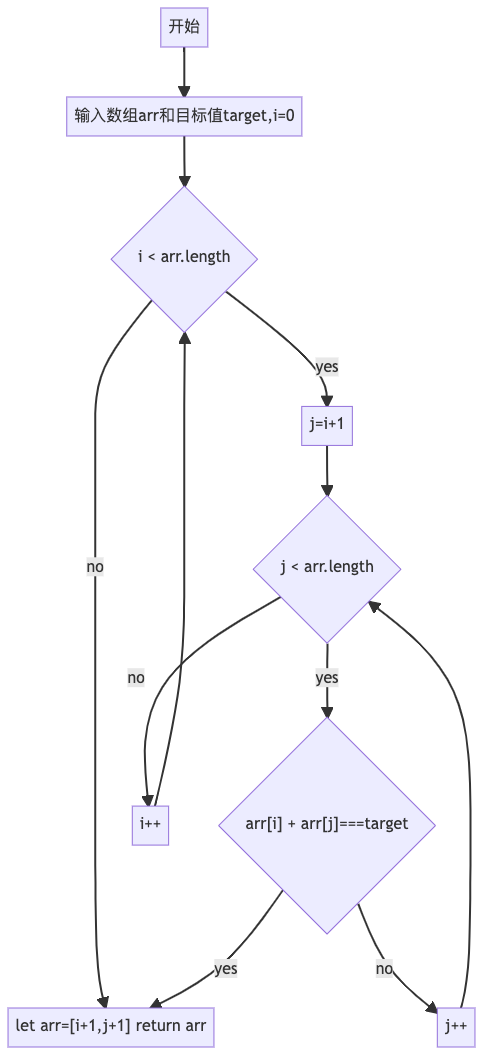 开始
输入数组arr和目标值target,i=0
i < arr.length
yes
j=i+1
no
j < arr.length
no
yes
i++
arr[i] + arr[j]===target
yes
no
let arr=[i+1,j+1] return arr
j++